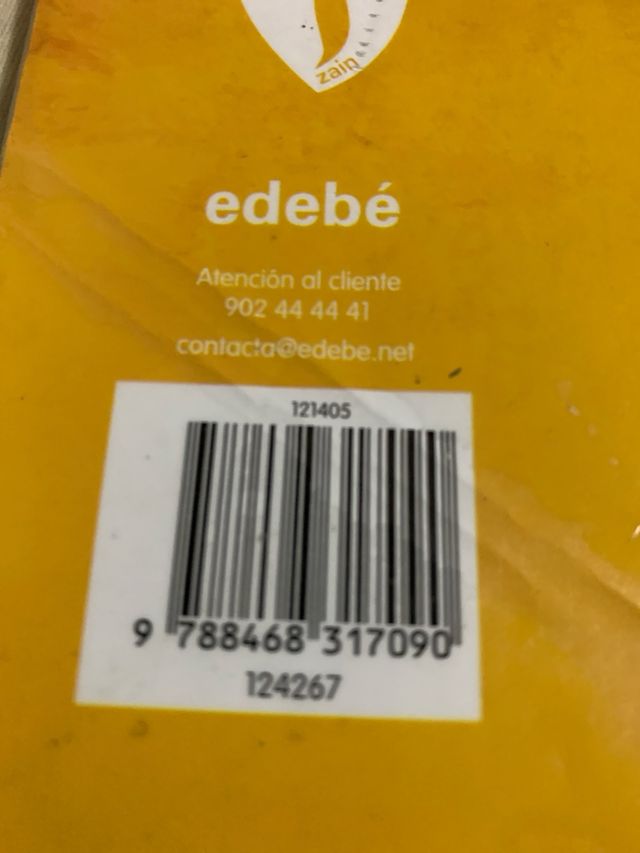 zain
edebé
Atención al cliente
902 44 44 41
contacta@edebe.net
121405
9 788468 317090
124267